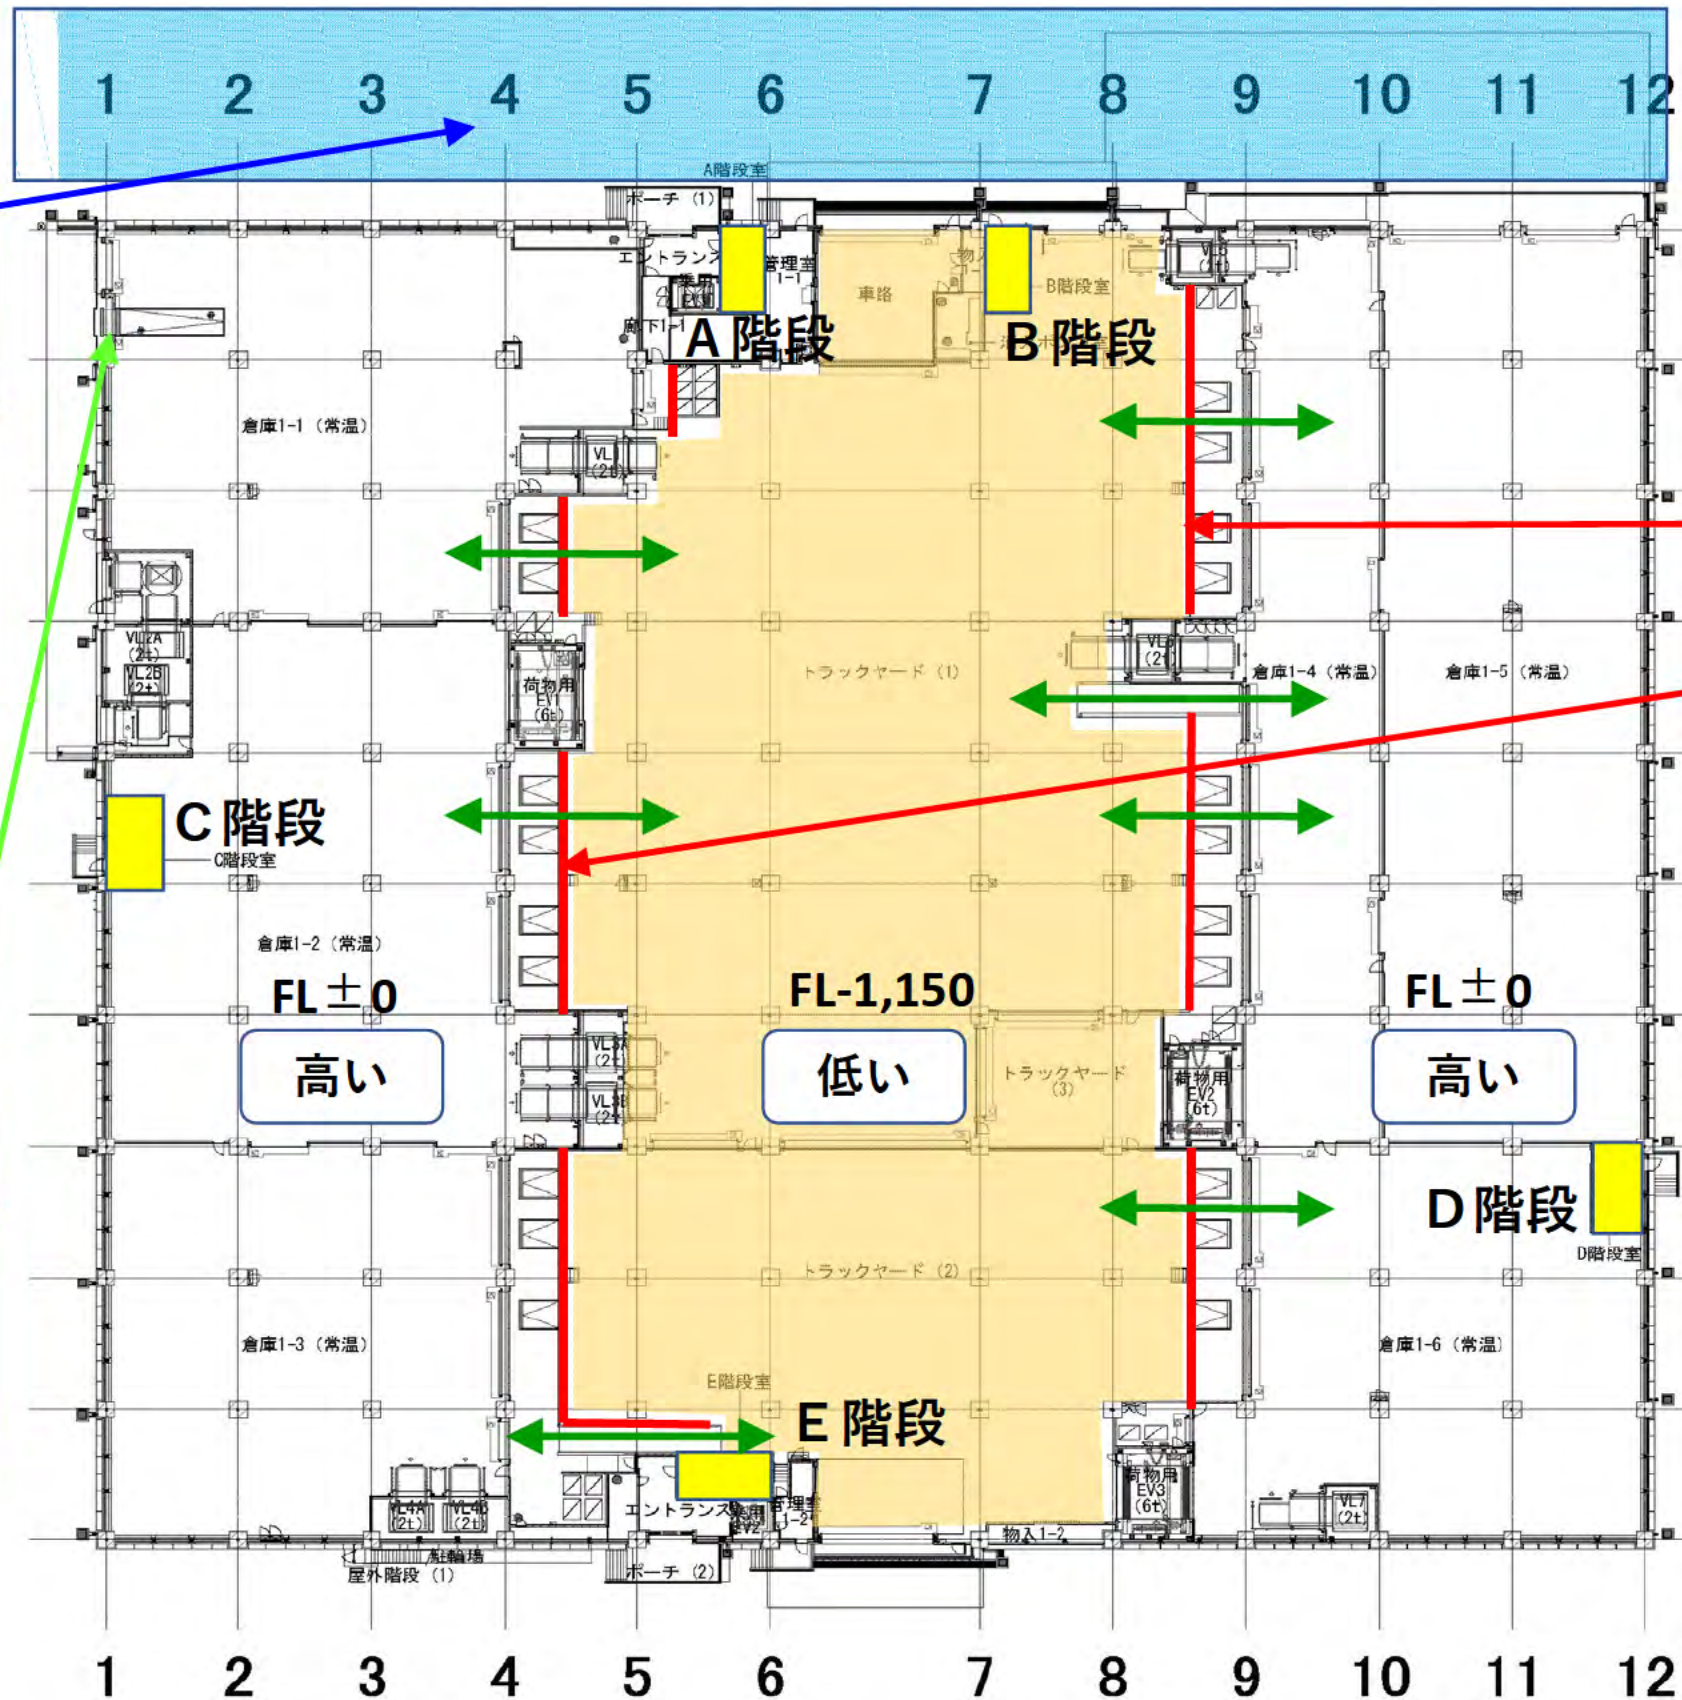 1 2 3 4 5 6 7 8 9 10 11 12
A階段室
ポーチ (1)
エントランス
管理室
1-1
車路
B階段室
廊下1-1
A階段
B階段
倉庫1-1 (常温)
(2t)
トラックヤード (1)
VL2A
(2t)
VL2B
(2t)
荷物用
EV1
(6t)
VL6
(2t)
倉庫1-4 (常温)
倉庫1-5 (常温)
C階段
C階段室
倉庫1-2 (常温)
FL±0
FL-1,150
FL±0
高い
低い
高い
VL3A
(2t)
VL3B
(2t)
トラックヤード
(3)
荷物用
EV2
(6t)
D階段
D階段室
トラックヤード (2)
倉庫1-3 (常温)
倉庫1-6 (常温)
E階段室
E階段
VL4A
(2t)
VL4B
(2t)
エントランス
管理室
1-2
荷物用
EV3
(6t)
VL7
(2t)
物入1-2
駐輪場
屋外階段 (1)
ポーチ (2)
1 2 3 4 5 6 7 8 9 10 11 12